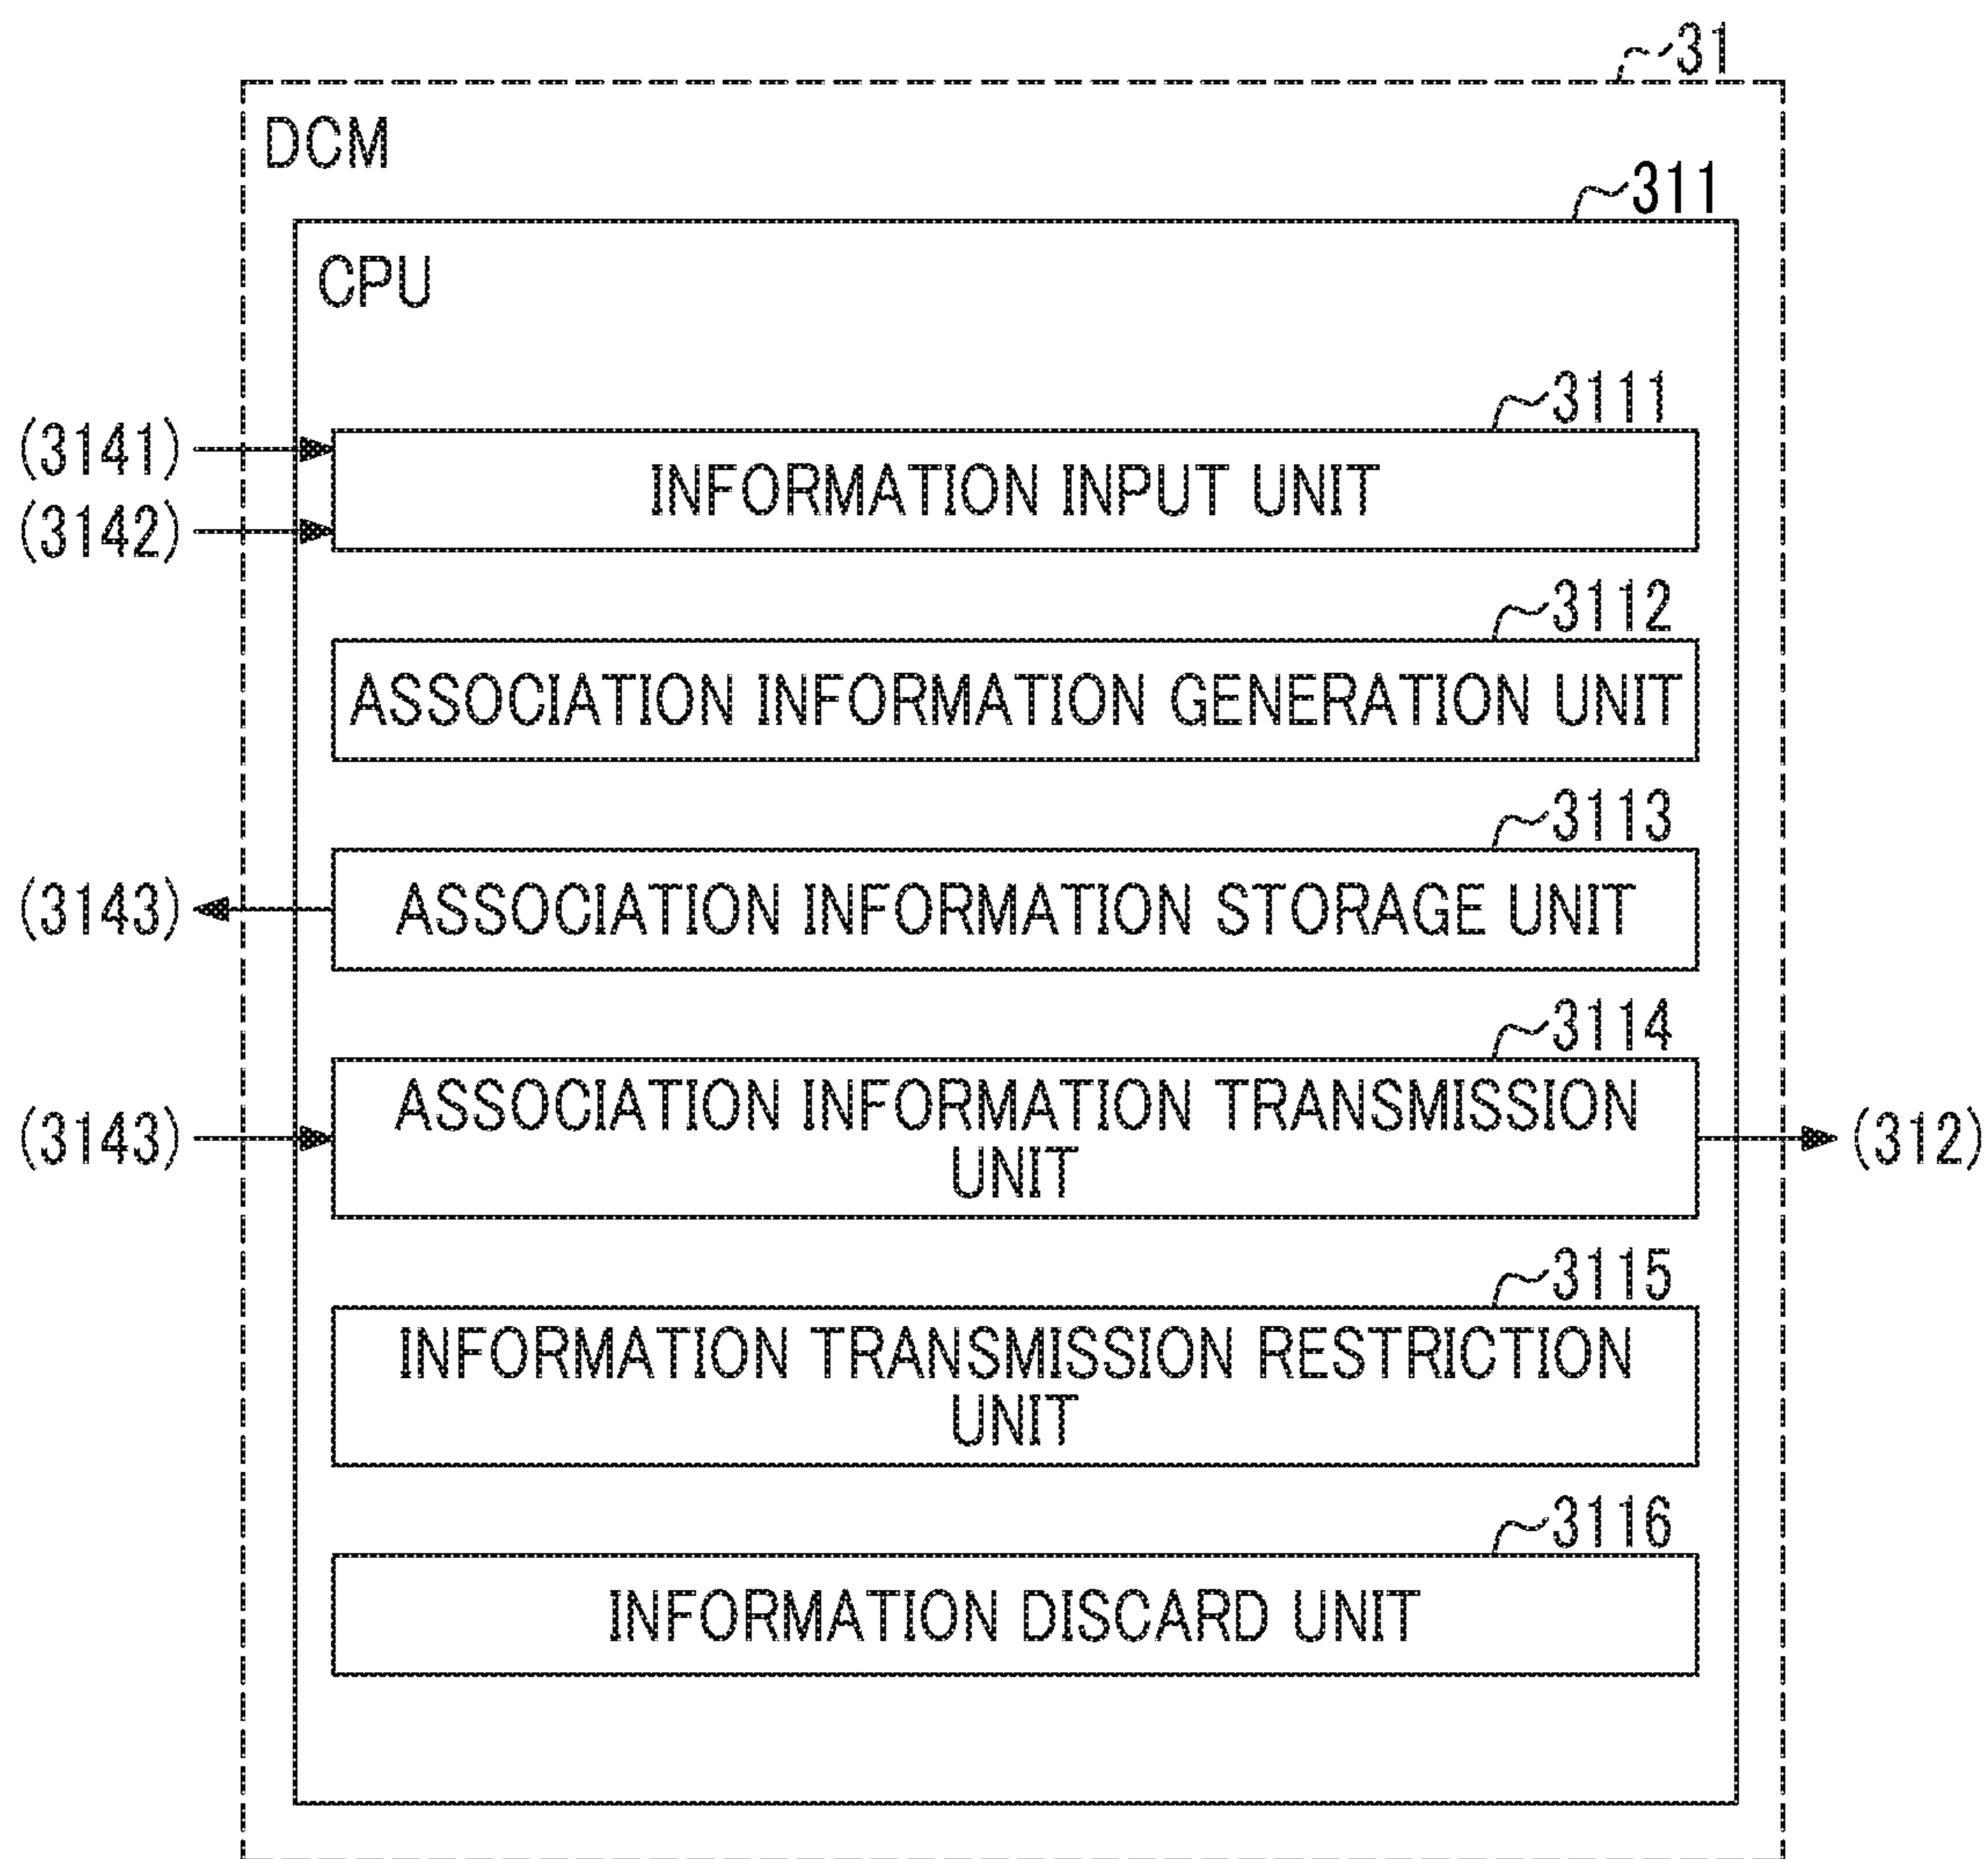 31
DCM
311
CPU
3111
(3141)
INFORMATION INPUT UNIT
(3142)
3112
ASSOCIATION INFORMATION GENERATION UNIT
3113
(3143)
ASSOCIATION INFORMATION STORAGE UNIT
3114
ASSOCIATION INFORMATION TRANSMISSION
UNIT
(3143)
(312)
3115
INFORMATION TRANSMISSION RESTRICTION
UNIT
3116
INFORMATION DISCARD UNIT